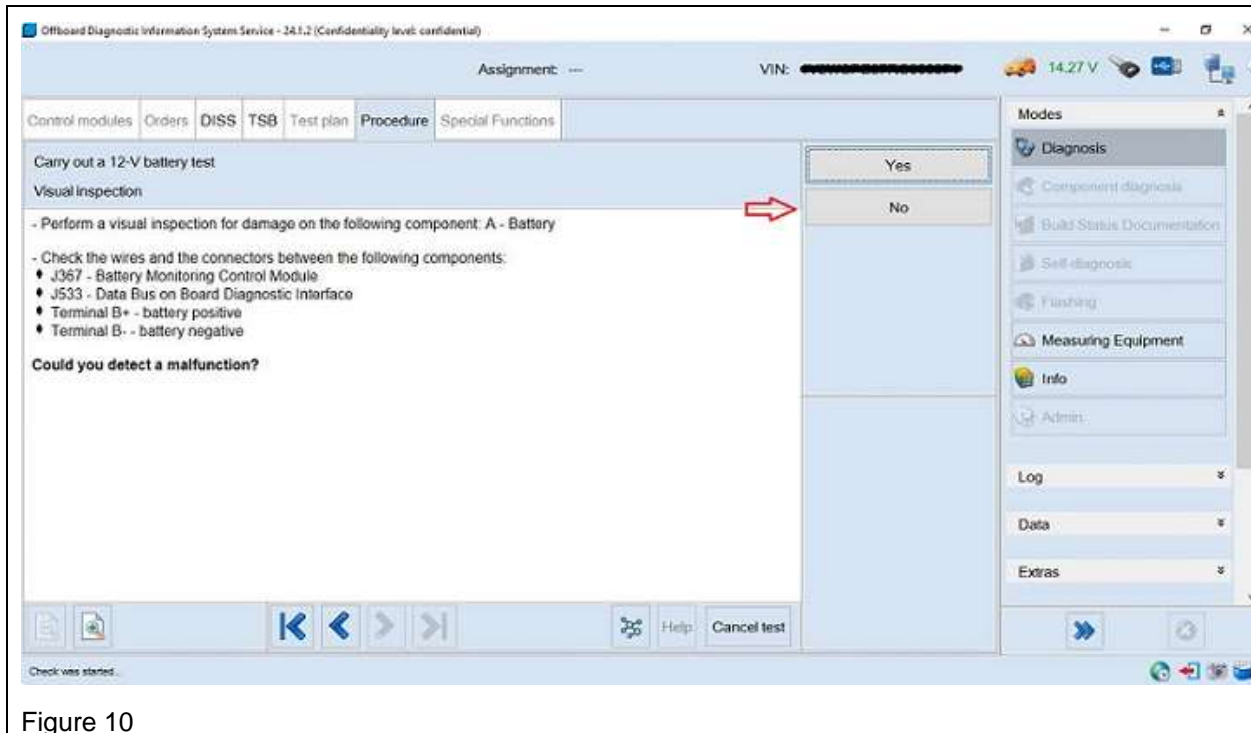 Offboard Diagnostic Information System Service - 24.1.2 (Confidentiality level: confidential)
Assignment: ---
VIN:
14.27 V
Control modules
Orders
DISS
TSB
Test plan
Procedure
Special Functions
Carry out a 12-V battery test
Visual inspection
- Perform a visual inspection for damage on the following component: A - Battery
- Check the wires and the connectors between the following components:
J367 - Battery Monitoring Control Module
J533 - Data Bus on Board Diagnostic Interface
Terminal B+ - battery positive
Terminal B- - battery negative
Could you detect a malfunction?
Yes
No
Modes
Diagnosis
Component diagnosis
Build Status Documentation
Self-diagnosis
Flashing
Measuring Equipment
Info
Admin
Log
Data
Extras
Help
Cancel test
Check was started...
Figure 10